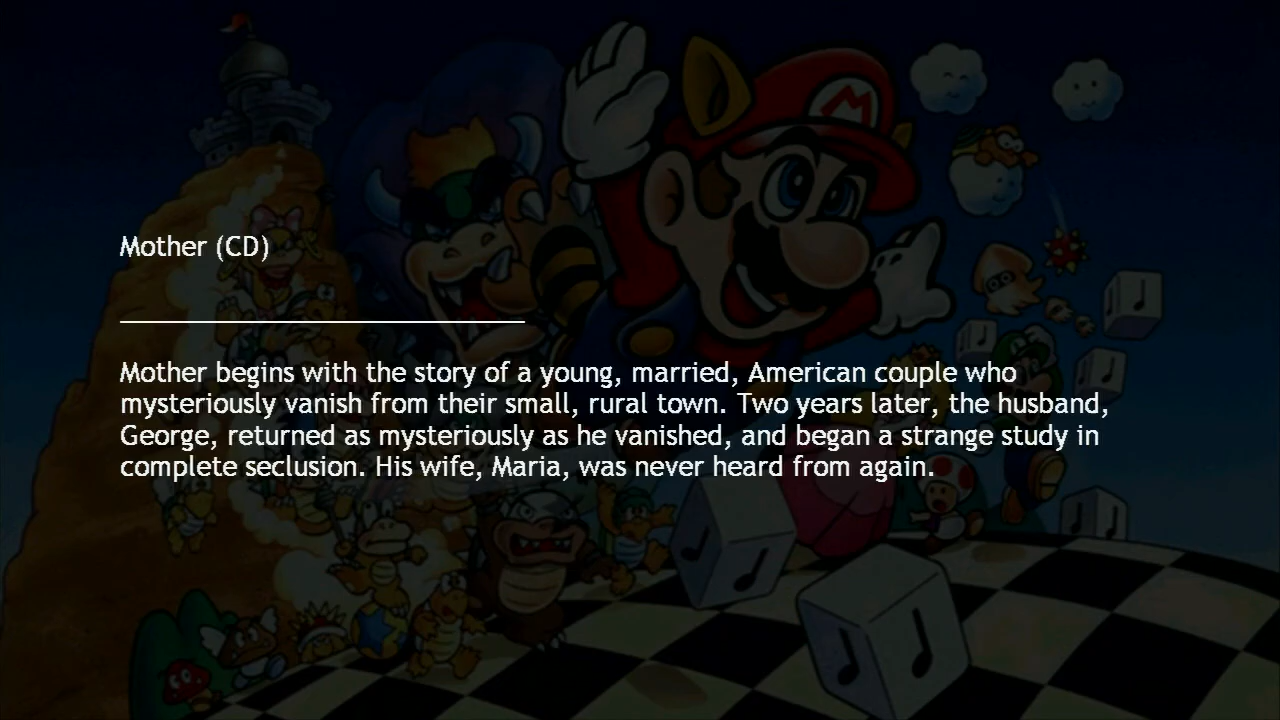 Mother (CD)
Mother begins with the story of a young, married, American couple who
mysteriously vanish from their small, rural town. Two years later, the husband,
George, returned as mysteriously as he vanished, and began a strange study in
complete seclusion. His wife, Maria, was never heard from again.